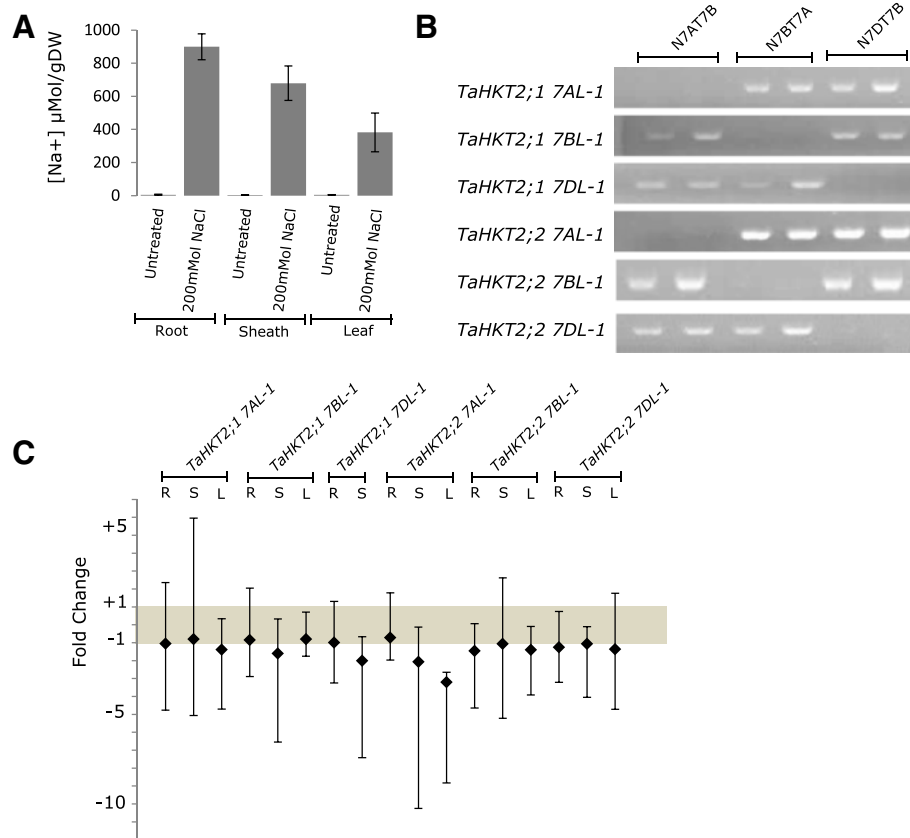 A
1000
800
600
400
200
0
[Na+] µMol/gDW
Untreated
200mMol NaCl
Untreated
200mMol NaCl
Untreated
200mMol NaCl
Root
Sheath
Leaf
B
N7AT7B
N7BT7A
N7DT7B
TaHKT2;1 7AL-1
TaHKT2;1 7BL-1
TaHKT2;1 7DL-1
TaHKT2;2 7AL-1
TaHKT2;2 7BL-1
TaHKT2;2 7DL-1
C
TaHKT2;1 7AL-1
TaHKT2;1 7BL-1
TaHKT2;1 7DL-1
TaHKT2;2 7AL-1
TaHKT2;2 7BL-1
TaHKT2;2 7DL-1
R S L R S L R S R S L R S L R S L
+5
+1
-1
-5
-10
Fold Change